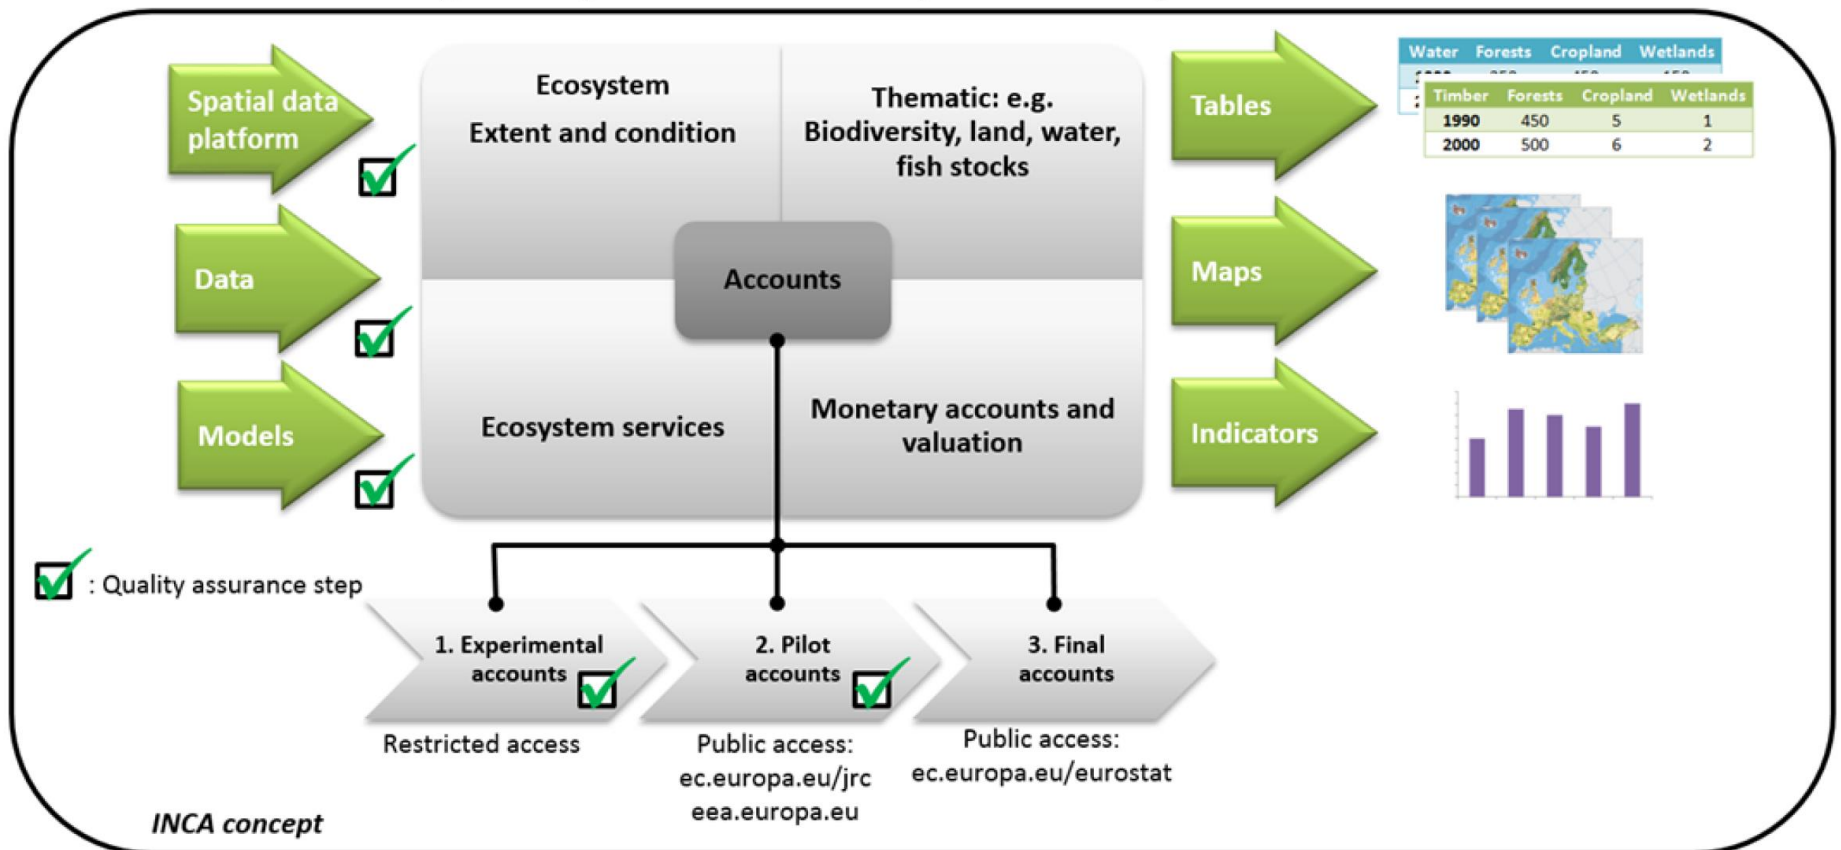 Spatial data
platform
Data
Models
Ecosystem
Extent and condition
Thematic: e.g.
Biodiversity, land, water,
fish stocks
Accounts
Ecosystem services
Monetary accounts and
valuation
Tables
Maps
Indicators
Water Forests Cropland Wetlands
Timber Forests Cropland Wetlands
1990 450 5 1
2000 500 6 2
: Quality assurance step
1. Experimental
accounts
Restricted access
2. Pilot
accounts
Public access:
ec.europa.eu/jrc
eea.europa.eu
3. Final
accounts
Public access:
ec.europa.eu/eurostat
INCA concept